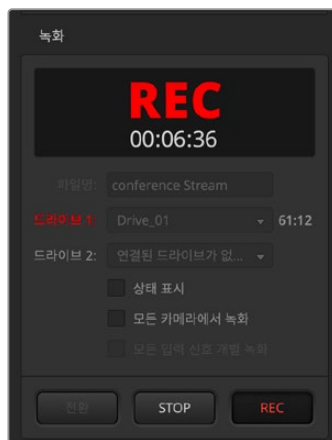 녹화
REC
00:06:36
파일명: conference Stream
드라이브 1: Drive_01 61:12
드라이브 2: 연결된 드라이브가 없...
상태 표시
모든 카메라에서 녹화
모든 입력 신호 개별 녹화
전환 STOP REC